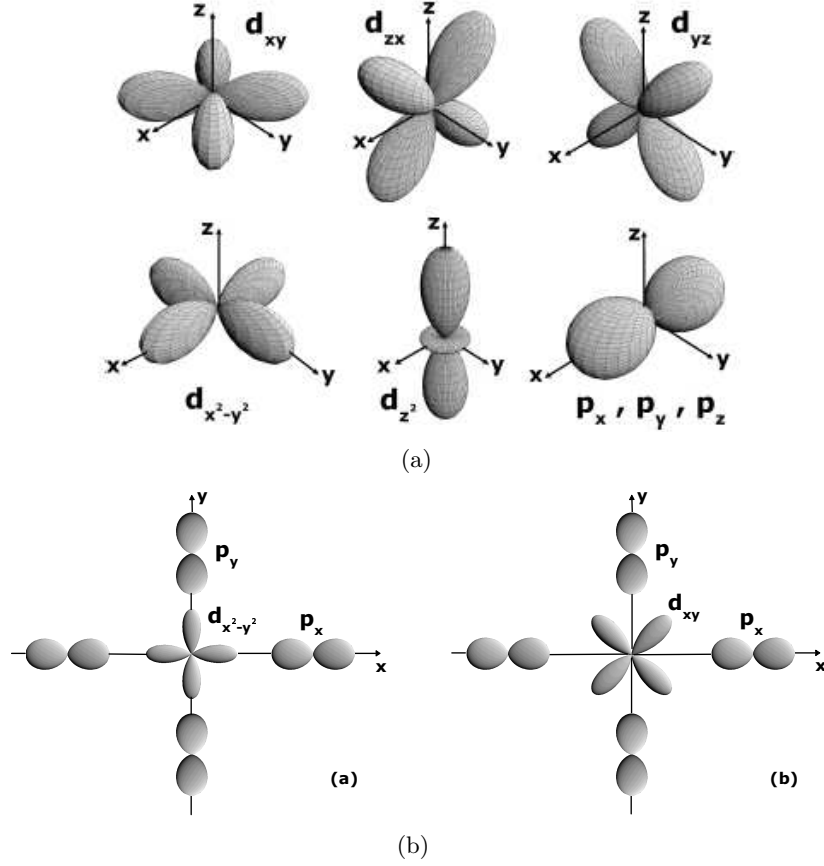 z d_xy x y
z d_zx x y
z d_yz x y
z x y d_x²-y²
z x y d_z²
z x y p_x , p_y , p_z
(a)
y p_y d_x²-y² p_x x (a)
y p_y d_xy p_x x (b)
(b)